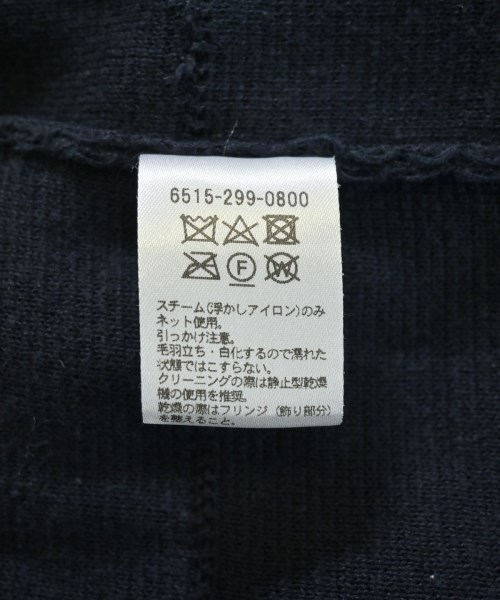 6515-299-0800
F
W
スチーム(浮かしアイロン)のみ
ネット使用。
引っかけ注意。
毛羽立ち・白化するので濡れた
状態ではこすらない。
クリーニングの際は静止型乾燥
機の使用を推奨。
乾燥の際はフリンジ(飾り部分)
を整えること。